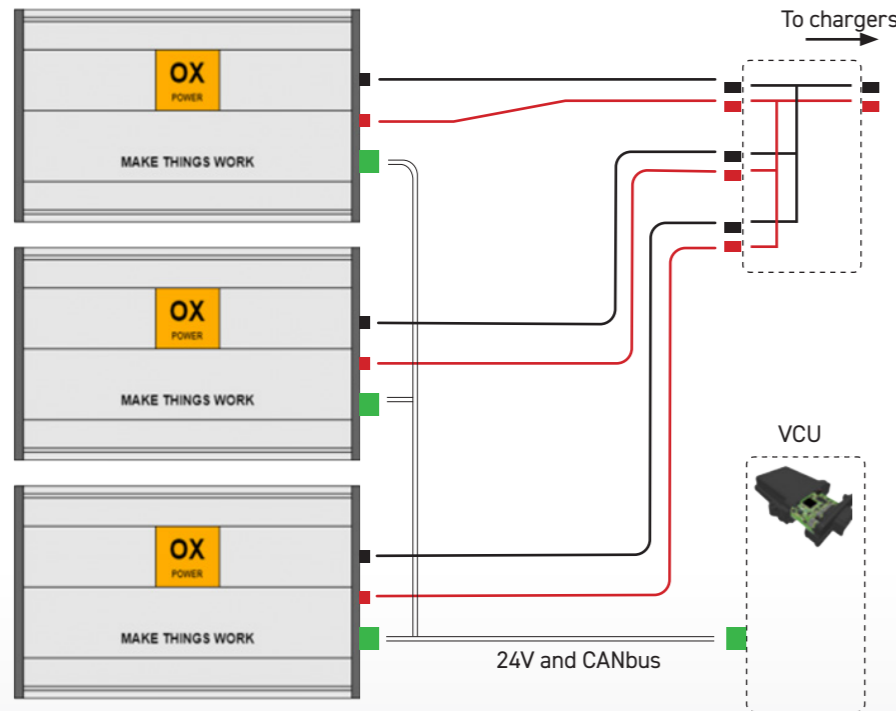 To chargers
OX
POWER
MAKE THINGS WORK
OX
POWER
MAKE THINGS WORK
VCU
OX
POWER
MAKE THINGS WORK
24V and CANbus